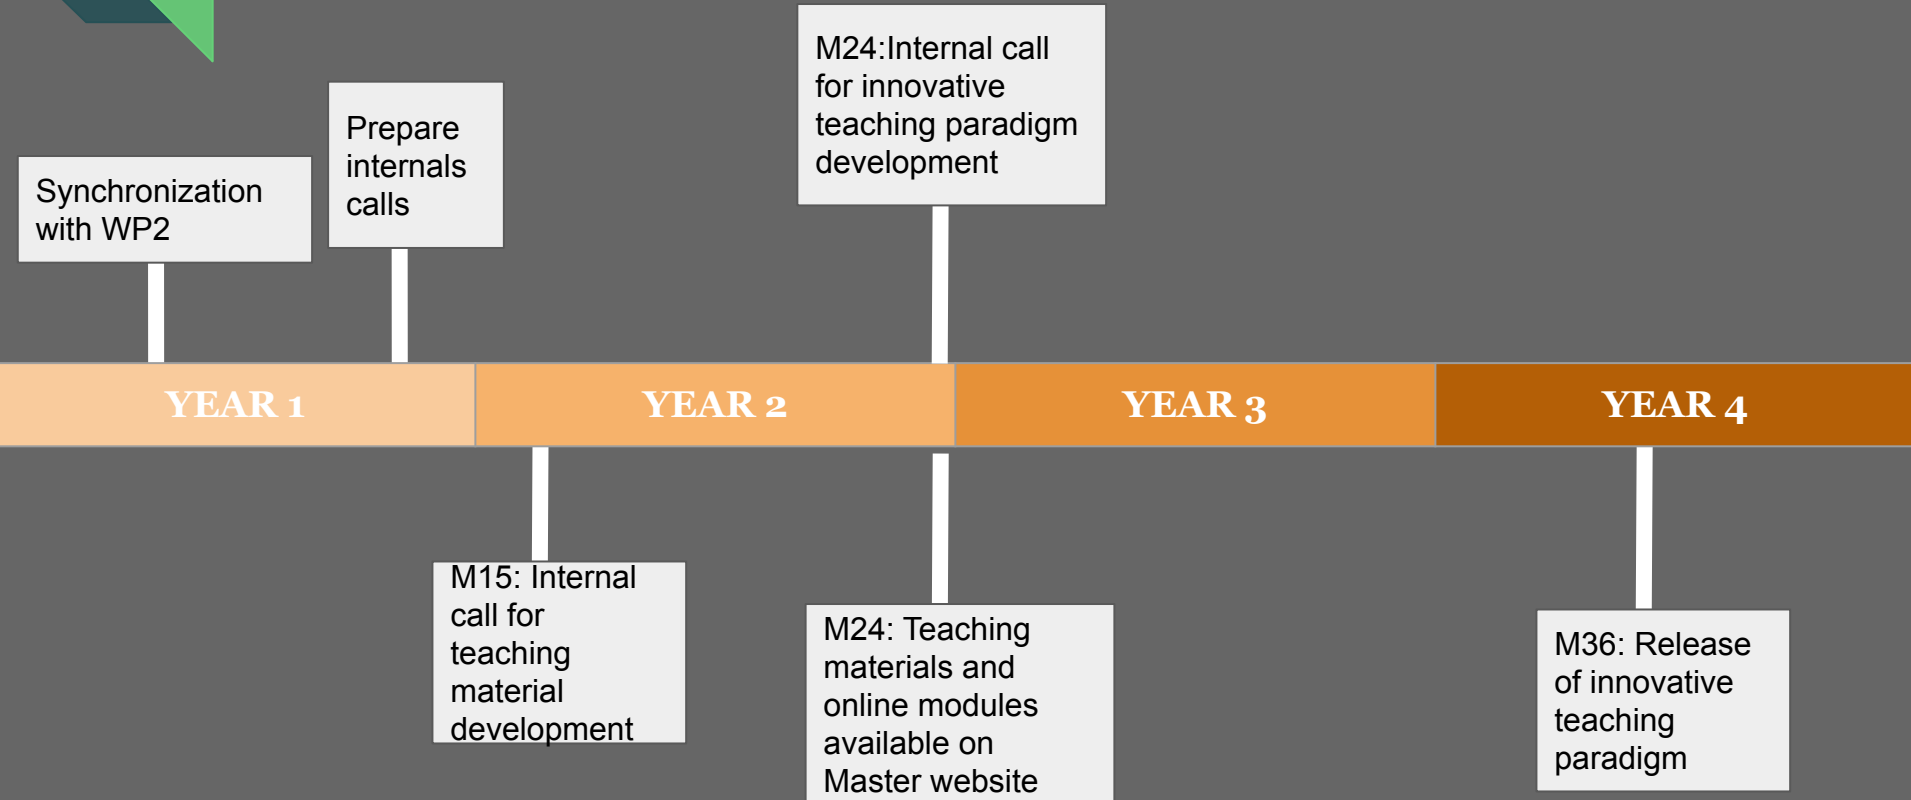 M24:Internal call
for innovative
teaching paradigm
development
Prepare
internals
calls
Synchronization
with WP2
YEAR 1
YEAR 2
YEAR 3
YEAR 4
M15: Internal
call for
teaching
material
development
M24: Teaching
materials and
online modules
available on
Master website
M36: Release
of innovative
teaching
paradigm